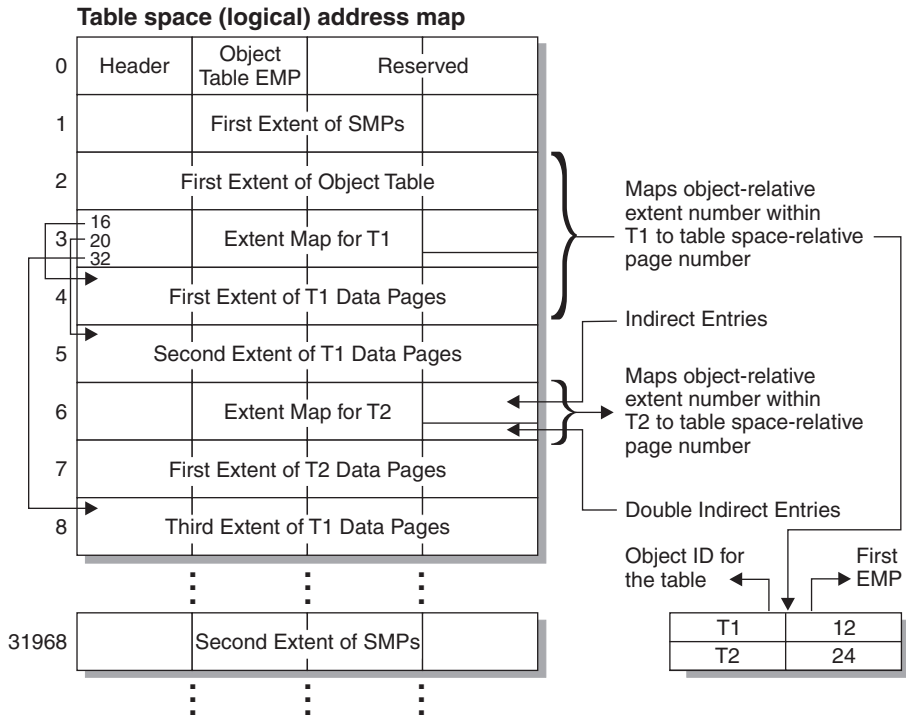 Table space (logical) address map
0
Header
Object
Table EMP
Reserved
1
First Extent of SMPs
2
First Extent of Object Table
3
16
20
32
Extent Map for T1
4
First Extent of T1 Data Pages
5
Second Extent of T1 Data Pages
6
Extent Map for T2
7
First Extent of T2 Data Pages
8
Third Extent of T1 Data Pages
31968
Second Extent of SMPs
Maps object-relative
extent number within
T1 to table space-relative
page number
Indirect Entries
Maps object-relative
extent number within
T2 to table space-relative
page number
Double Indirect Entries
Object ID for
the table
First
EMP
T1 12
T2 24